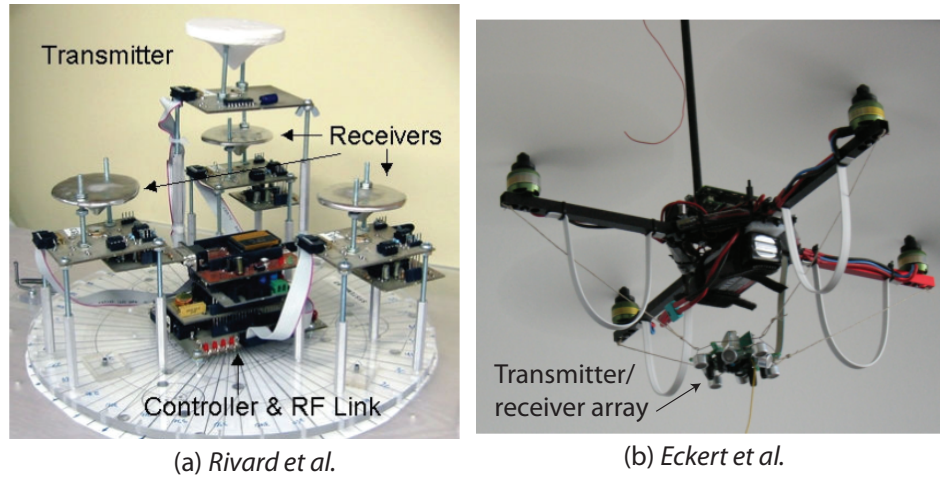 Transmitter
Receivers
Controller & RF Link
(a) Rivard et al.
Transmitter/
receiver array
(b) Eckert et al.